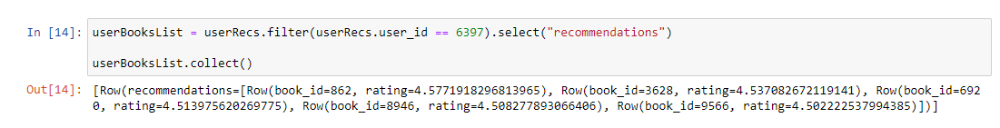 In [14]: userBooksList = userRecs.filter(userRecs.user_id == 6397).select("recommendations")
userBooksList.collect()
Out[14]: [Row(recommendations=[Row(book_id=862, rating=4.5771918296813965), Row(book_id=3628, rating=4.537082672119141), Row(book_id=692
0, rating=4.513975620269775), Row(book_id=8946, rating=4.508277893066406), Row(book_id=9566, rating=4.502222537994385)])]